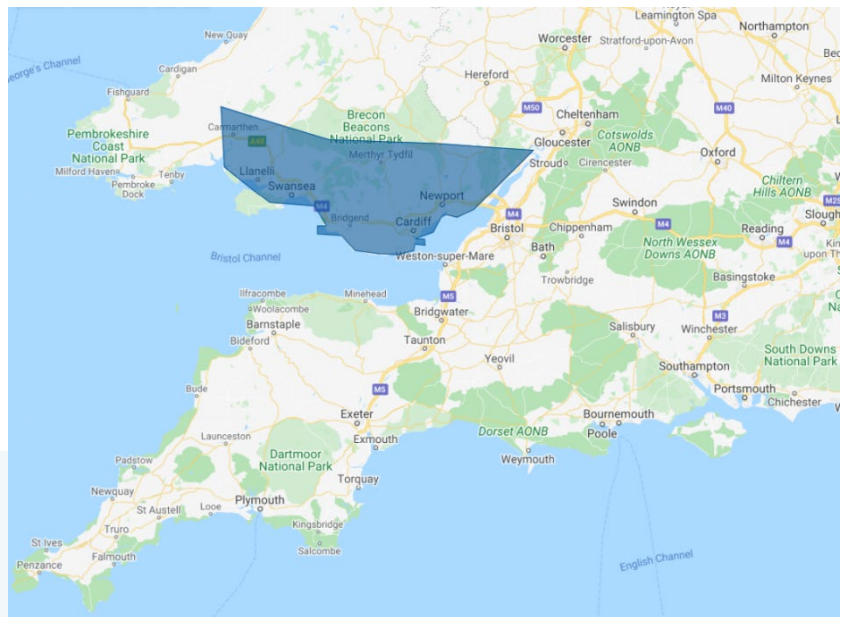 Leamington Spa
Northampton
New Quay
Worcester
Stratford-upon-Avon
Cardigan
George's Channel
Hereford
Milton Keynes
Fishguard
M50
Cheltenham
M40
Brecon
Beacons
National Park
Carmarthen
A48
Gloucester
Cotswolds
AONB
Pembrokeshire
Coast
National Park
Merthyr Tydfil
Stroud
Cirencester
Oxford
Milford Haven
Tenby
Pembroke
Dock
Llanelli
Swansea
Chiltern
Hills AONB
M25
M4
Newport
Swindon
Bridgend
Cardiff
M4
Bristol
Chippenham
M4
Reading
M4
Slough
Bath
North Wessex
Downs AONB
upon Th
Bristol Channel
Weston-super-Mare
Trowbridge
Basingstoke
Ilfracombe
Minehead
M5
Woolacombe
Bridgwater
M3
Barnstaple
Salisbury
Winchester
Bideford
Taunton
Yeovil
South Downs
National Park
Southampton
Bude
M5
Portsmouth
Chichester
Exeter
Bournemouth
Dorset AONB
Poole
Launceston
Exmouth
Dartmoor
National Park
Weymouth
Padstow
Torquay
Newquay
Plymouth
St Austell
Looe
Truro
Kingsbridge
St Ives
Salcombe
Falmouth
Penzance
English Channel